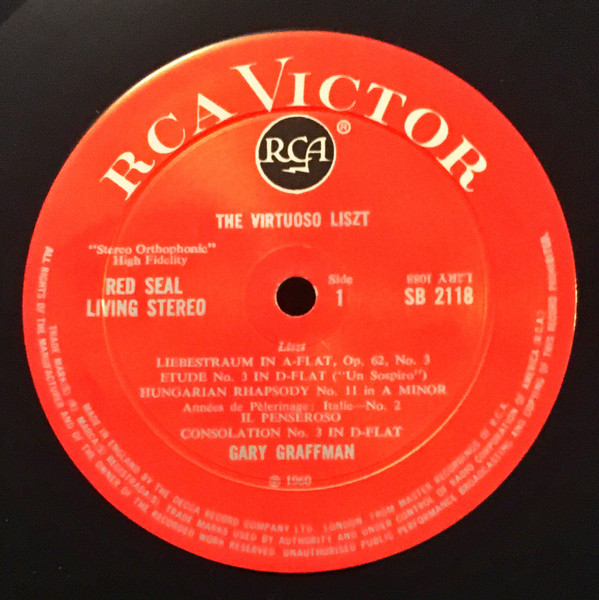 RCA VICTOR
RCA ®
THE VIRTUOSO LISZT
"Stereo Orthophonic"
High Fidelity
RED SEAL
LIVING STEREO
Side
1
L2RY 1088
SB 2118
Liszt
LIEBESTRAUM IN A-FLAT, Op. 62, No. 3
ETUDE No. 3 IN D-FLAT ("Un Sospiro")
HUNGARIAN RHAPSODY No. 11 in A MINOR
Années de Pèlerinage: Italie—No. 2
IL PENSEROSO
CONSOLATION No. 3 IN D-FLAT
GARY GRAFFMAN
℗ 1960
ALL RIGHTS OF THE MANUFACTURER AND OF THE OWNER OF THE RECORDED WORK RESERVED. UNAUTHORISED PUBLIC PERFORMANCE, BROADCASTING AND COPYING OF THIS RECORD PROHIBITED.
TRADE MARK(S) ® MARCA(S) REGISTRADA(S). TRADE MARKS USED BY AUTHORITY AND UNDER CONTROL OF RADIO CORPORATION OF AMERICA (R.C.A.)
MADE IN ENGLAND BY THE DECCA RECORD COMPANY LTD. LONDON, FROM MASTER RECORDINGS OF R.C.A.